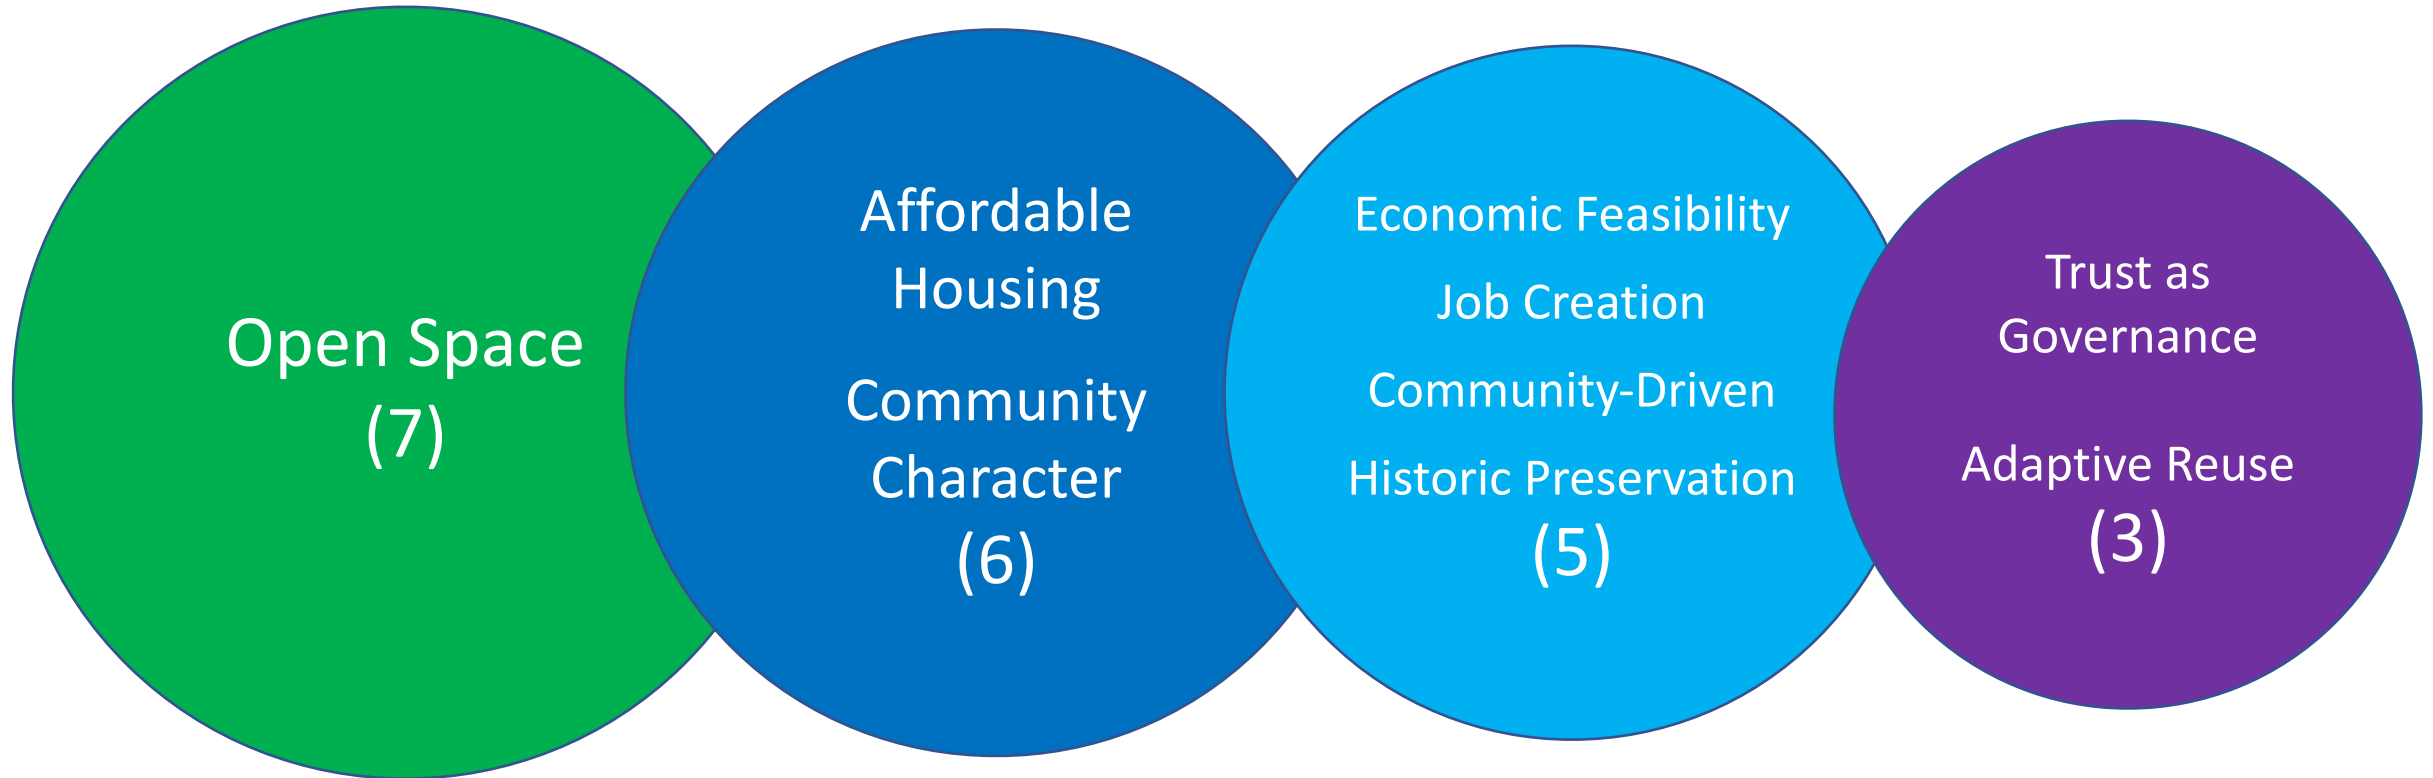 Open Space
(7)
Affordable
Housing
Community
Character
(6)
Economic Feasibility
Job Creation
Community-Driven
Historic Preservation
(5)
Trust as
Governance
Adaptive Reuse
(3)